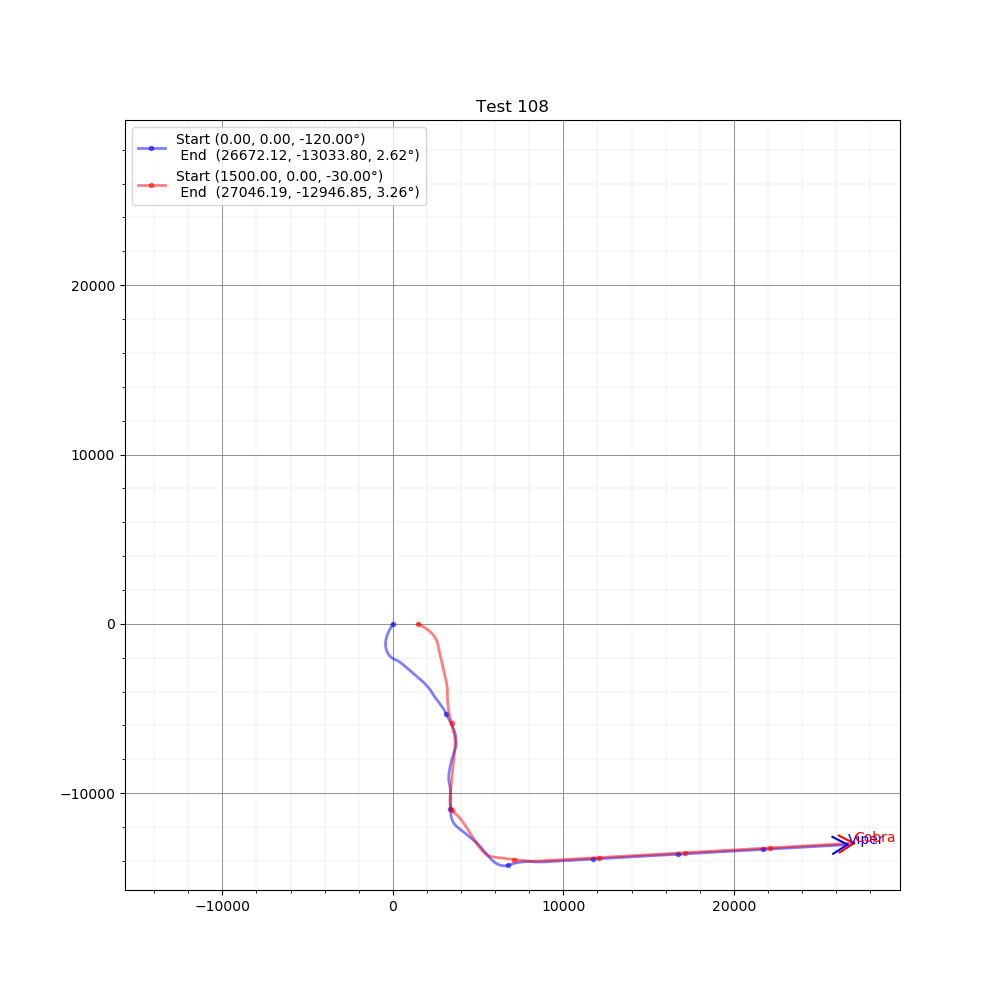 Test 108
Start (0.00, 0.00, -120.00°)
End (26672.12, -13033.80, 2.62°)
Start (1500.00, 0.00, -30.00°)
End (27046.19, -12946.85, 3.26°)
20000
10000
0
−10000
Cobra
Viper
−10000
0
10000
20000